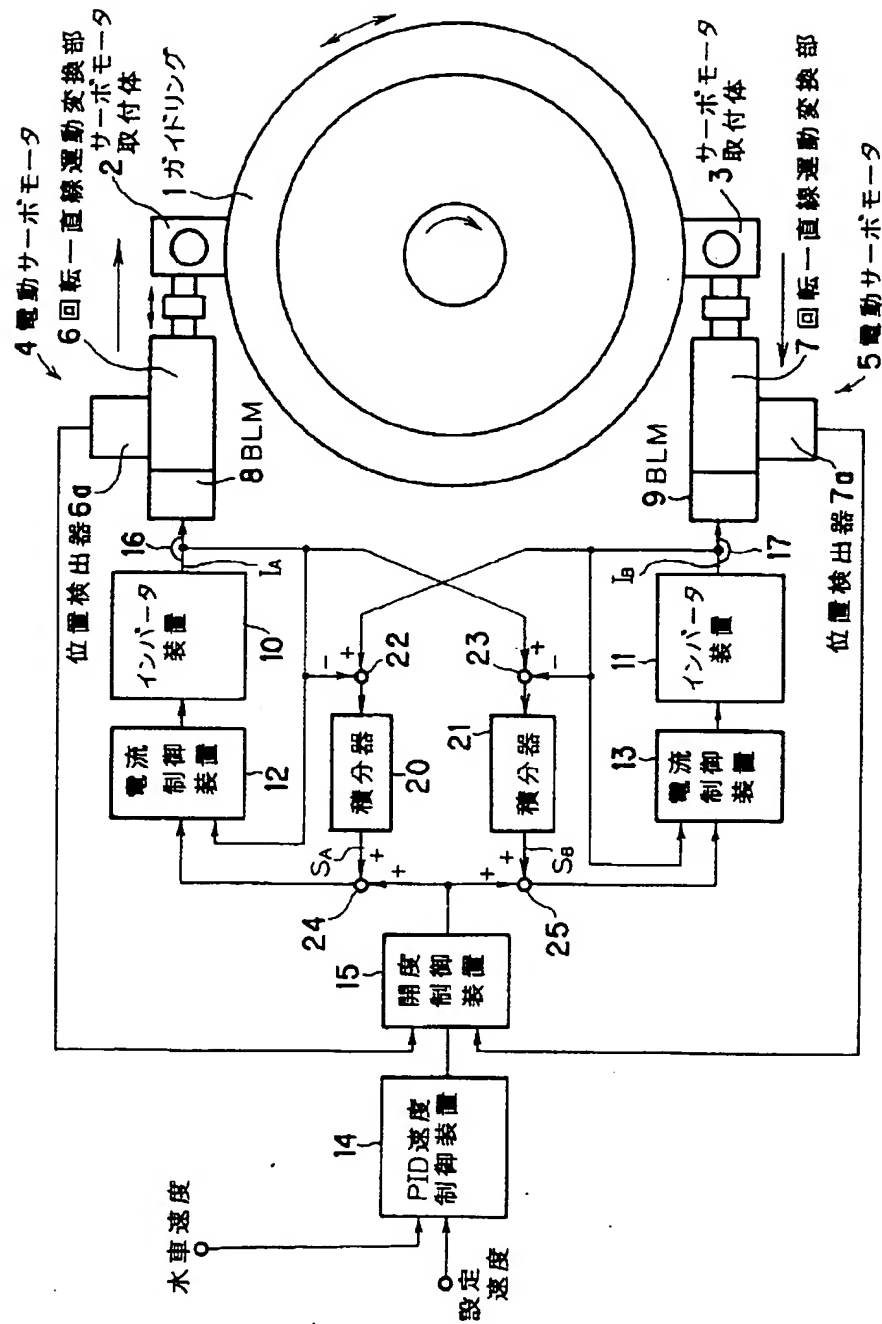 4 電動サーボモータ
6 回転ー直線運動変換部
2 サーボモータ
取付体
1 ガイドリング
位置検出器 6a
8 BLM
16
IA
インバータ
装置
10
電流
制御
装置
12
22
+
-
積分器
20
SA
+
+
24
23
+
-
積分器
21
SB
+
+
25
開度
制御
装置
15
PID速度
制御装置
14
水車速度
設定
速度
3 サーボモータ
取付体
7 回転ー直線運動変換部
5 電動サーボモータ
9 BLM
位置検出器 7a
17
IB
インバータ
装置
11
電流
制御
装置
13